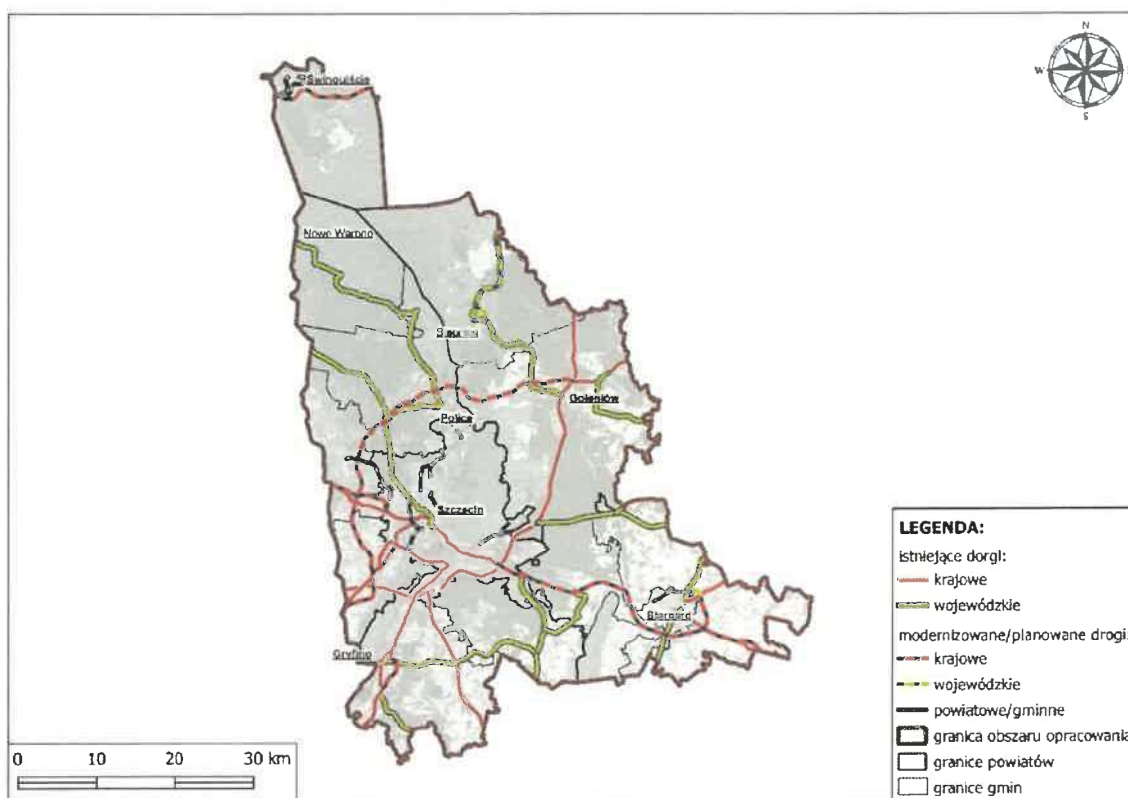 N
W
S
Świnoujście
Nowe Warpno
Police
Goleniów
Szczecin
Stargard
Gryfino
LEGENDA:
istniejące dorgi:
krajowe
wojewódzkie
modernizowane/planowane drogi:
krajowe
wojewódzkie
powiatowe/gminne
granica obszaru opracowania
granice powiatów
granice gmin
0 10 20 30 km